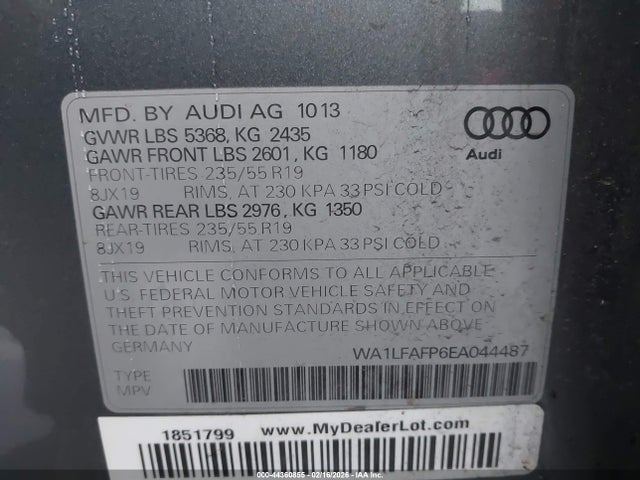 MFD. BY AUDI AG 10 13
GVWR LBS 5368, KG 2435
GAWR FRONT LBS 2601, KG 1180
FRONT-TIRES 235/55 R19
8JX19 RIMS, AT 230 KPA 33 PSI COLD
GAWR REAR LBS 2976, KG 1350
REAR-TIRES 235/55 R19
8JX19 RIMS, AT 230 KPA 33 PSI COLD
Audi
THIS VEHICLE CONFORMS TO ALL APPLICABLE
U.S. FEDERAL MOTOR VEHICLE SAFETY AND
THEFT PREVENTION STANDARDS IN EFFECT ON
THE DATE OF MANUFACTURE SHOWN ABOVE
GERMANY WA1LFAFP6EA044487
TYPE
MPV
1851799 www.MyDealerLot.com
000-44360855 - 02/16/2026 - IAAI US